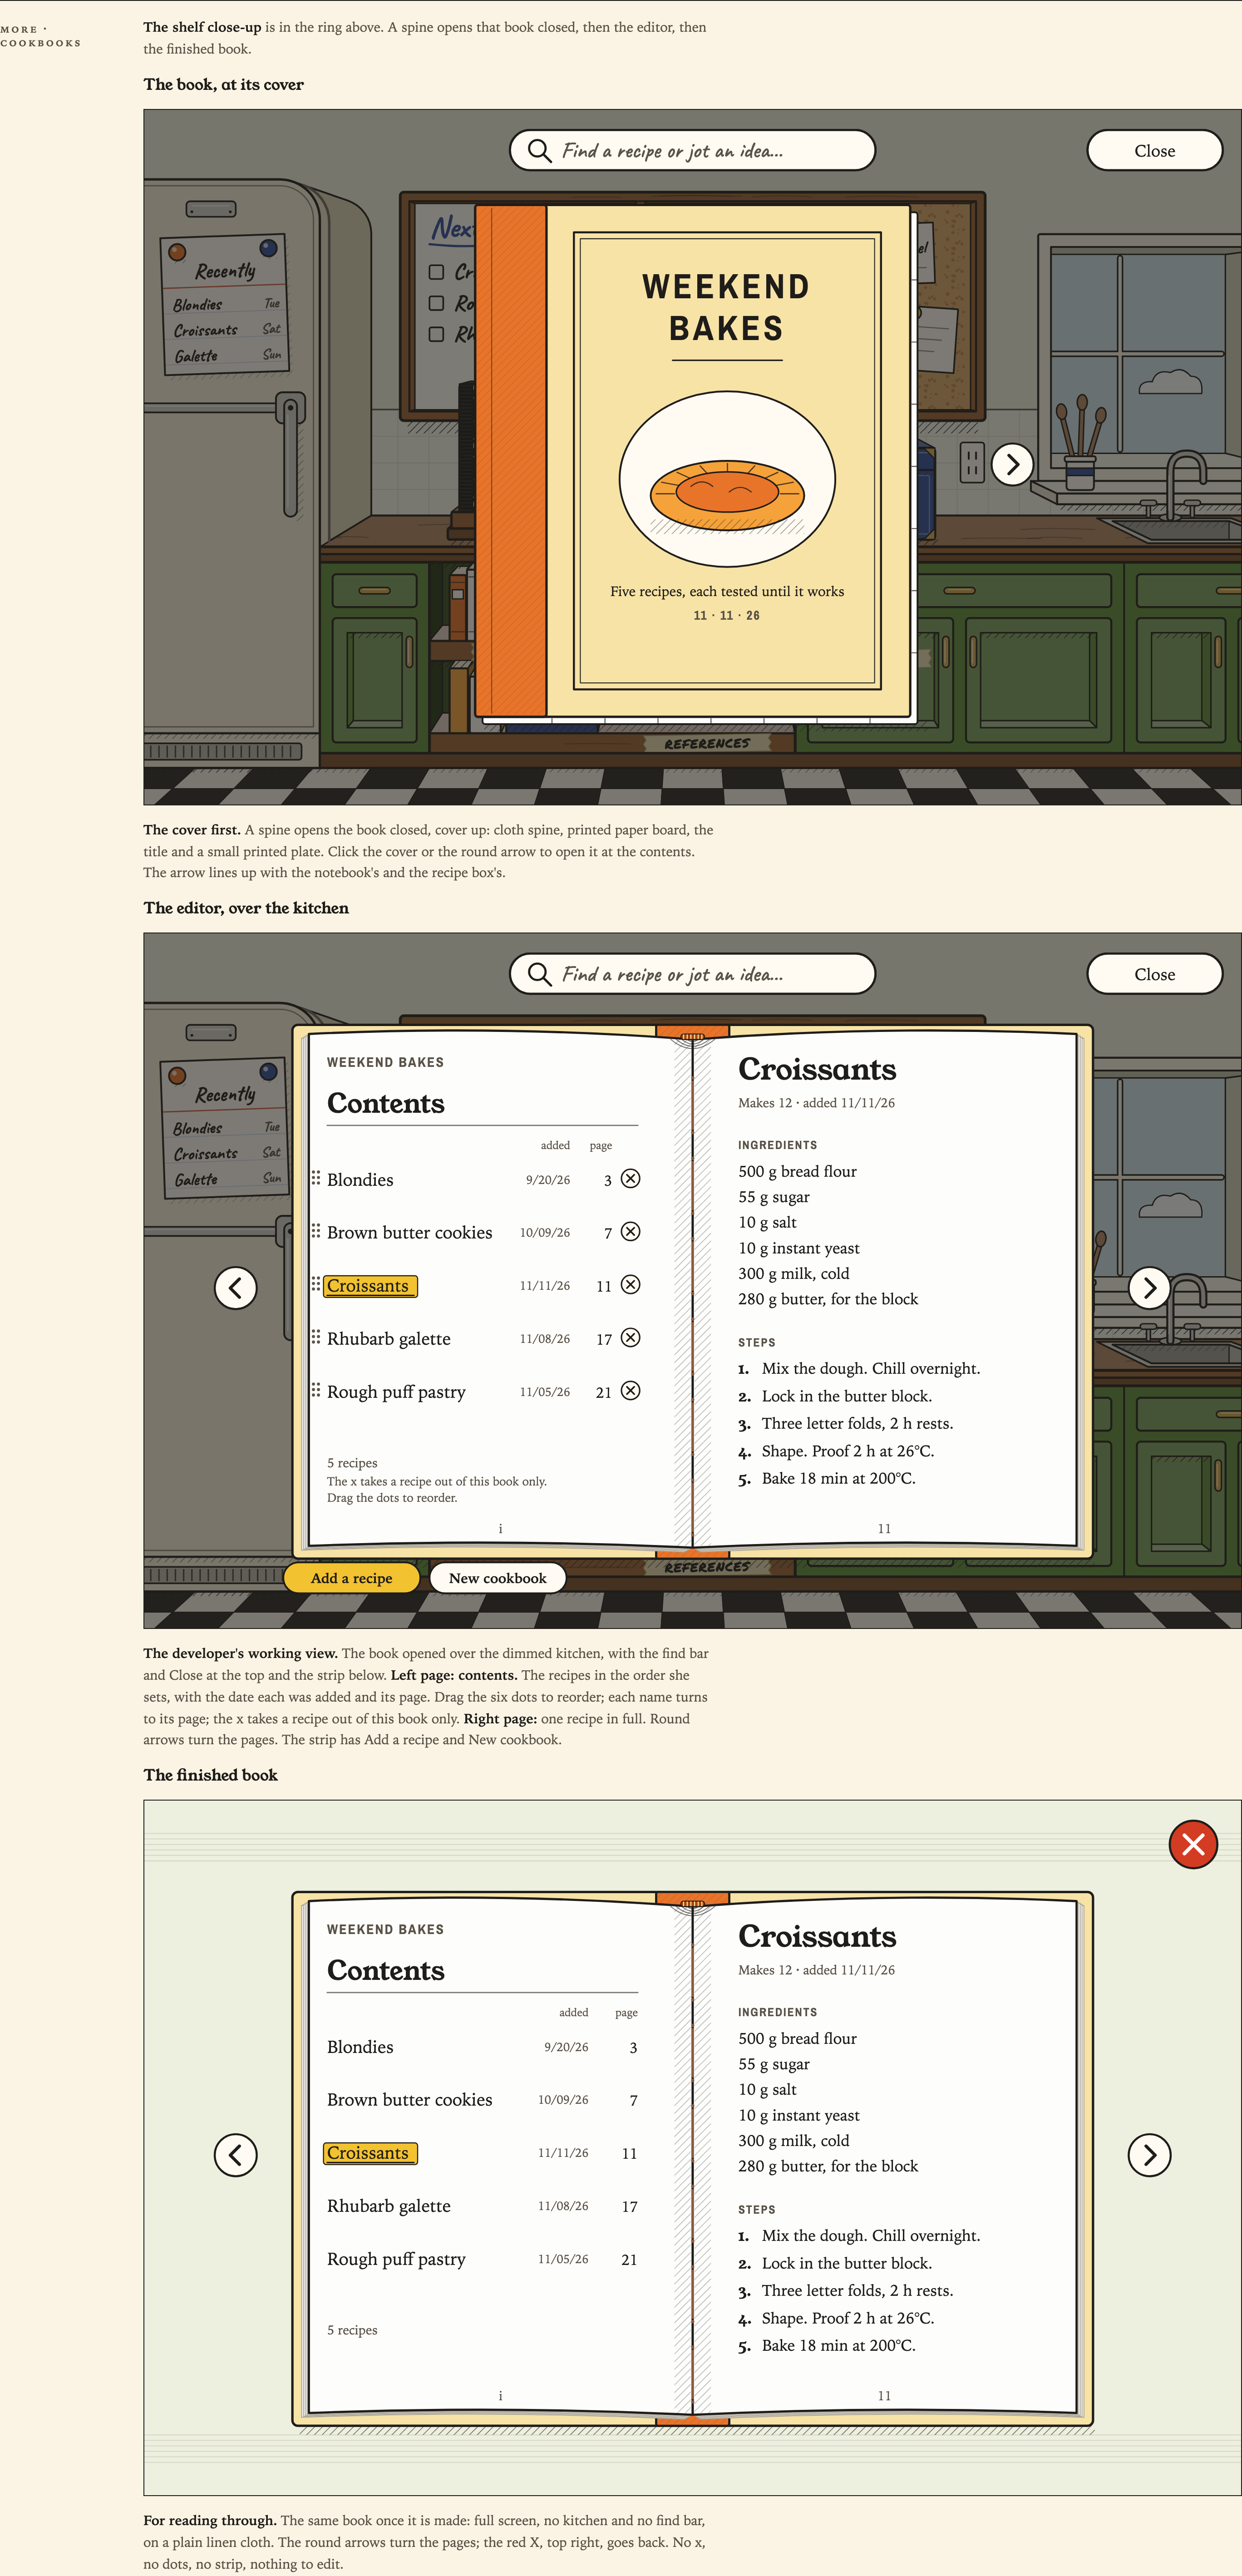 MORE ·
COOKBOOKS
The shelf close-up is in the ring above. A spine opens that book closed, then the editor, then
the finished book.
The book, at its cover
Find a recipe or jot an idea...
Close
Recently
Blondies Tue
Croissants Sat
Galette Sun
WEEKEND
BAKES
Five recipes, each tested until it works
11 · 11 · 26
REFERENCES
The cover first. A spine opens the book closed, cover up: cloth spine, printed paper board, the
title and a small printed plate. Click the cover or the round arrow to open it at the contents.
The arrow lines up with the notebook's and the recipe box's.
The editor, over the kitchen
Find a recipe or jot an idea...
Close
Recently
Blondies Tue
Croissants Sat
Galette Sun
WEEKEND BAKES
Contents
added page
Blondies 9/20/26 3
Brown butter cookies 10/09/26 7
Croissants 11/11/26 11
Rhubarb galette 11/08/26 17
Rough puff pastry 11/05/26 21
5 recipes
The x takes a recipe out of this book only.
Drag the dots to reorder.
i
Croissants
Makes 12 · added 11/11/26
INGREDIENTS
500 g bread flour
55 g sugar
10 g salt
10 g instant yeast
300 g milk, cold
280 g butter, for the block
STEPS
1. Mix the dough. Chill overnight.
2. Lock in the butter block.
3. Three letter folds, 2 h rests.
4. Shape. Proof 2 h at 26°C.
5. Bake 18 min at 200°C.
11
Add a recipe
New cookbook
REFERENCES
The developer's working view. The book opened over the dimmed kitchen, with the find bar
and Close at the top and the strip below. Left page: contents. The recipes in the order she
sets, with the date each was added and its page. Drag the six dots to reorder; each name turns
to its page; the x takes a recipe out of this book only. Right page: one recipe in full. Round
arrows turn the pages. The strip has Add a recipe and New cookbook.
The finished book
WEEKEND BAKES
Contents
added page
Blondies 9/20/26 3
Brown butter cookies 10/09/26 7
Croissants 11/11/26 11
Rhubarb galette 11/08/26 17
Rough puff pastry 11/05/26 21
5 recipes
i
Croissants
Makes 12 · added 11/11/26
INGREDIENTS
500 g bread flour
55 g sugar
10 g salt
10 g instant yeast
300 g milk, cold
280 g butter, for the block
STEPS
1. Mix the dough. Chill overnight.
2. Lock in the butter block.
3. Three letter folds, 2 h rests.
4. Shape. Proof 2 h at 26°C.
5. Bake 18 min at 200°C.
11
For reading through. The same book once it is made: full screen, no kitchen and no find bar,
on a plain linen cloth. The round arrows turn the pages; the red X, top right, goes back. No x,
no dots, no strip, nothing to edit.